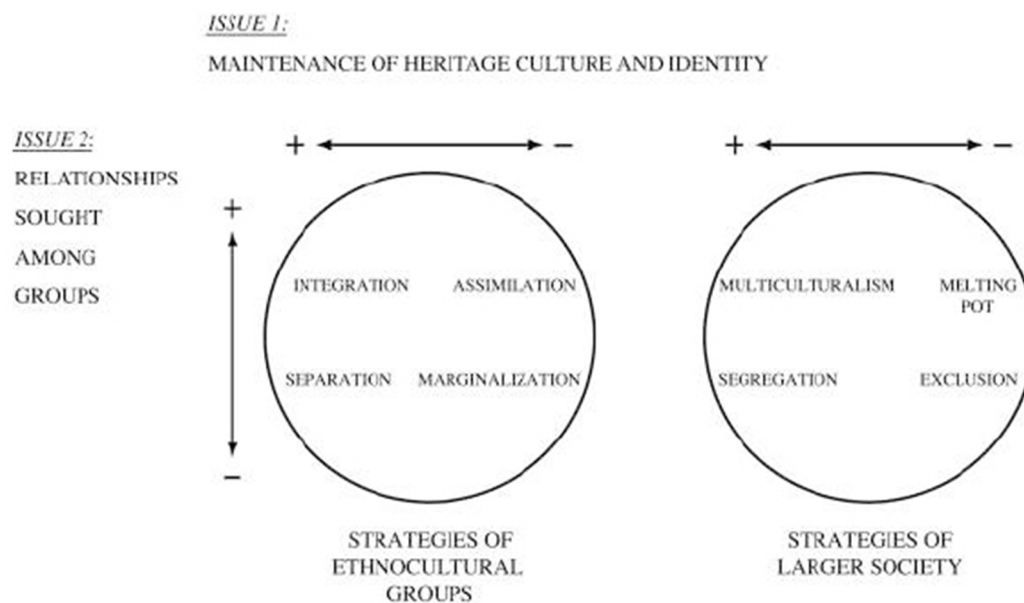 ISSUE 1:
MAINTENANCE OF HERITAGE CULTURE AND IDENTITY
ISSUE 2:
RELATIONSHIPS
SOUGHT
AMONG
GROUPS
+ −
+ −
+
−
INTEGRATION ASSIMILATION
SEPARATION MARGINALIZATION
MULTICULTURALISM MELTING
POT
SEGREGATION EXCLUSION
STRATEGIES OF
ETHNOCULTURAL
GROUPS
STRATEGIES OF
LARGER SOCIETY